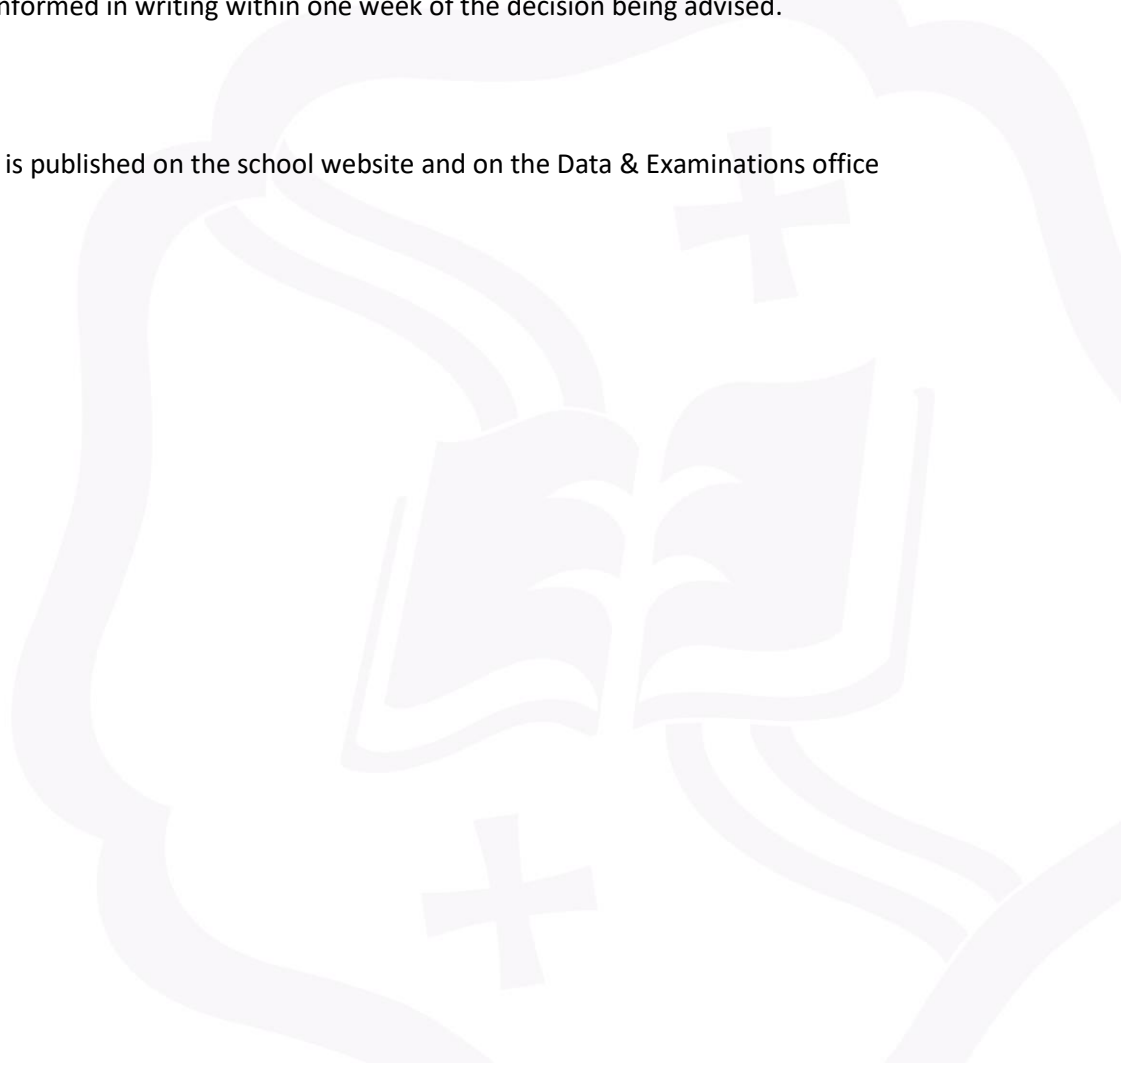 nformed in writing within one week of the decision being advised.
is published on the school website and on the Data & Examinations office